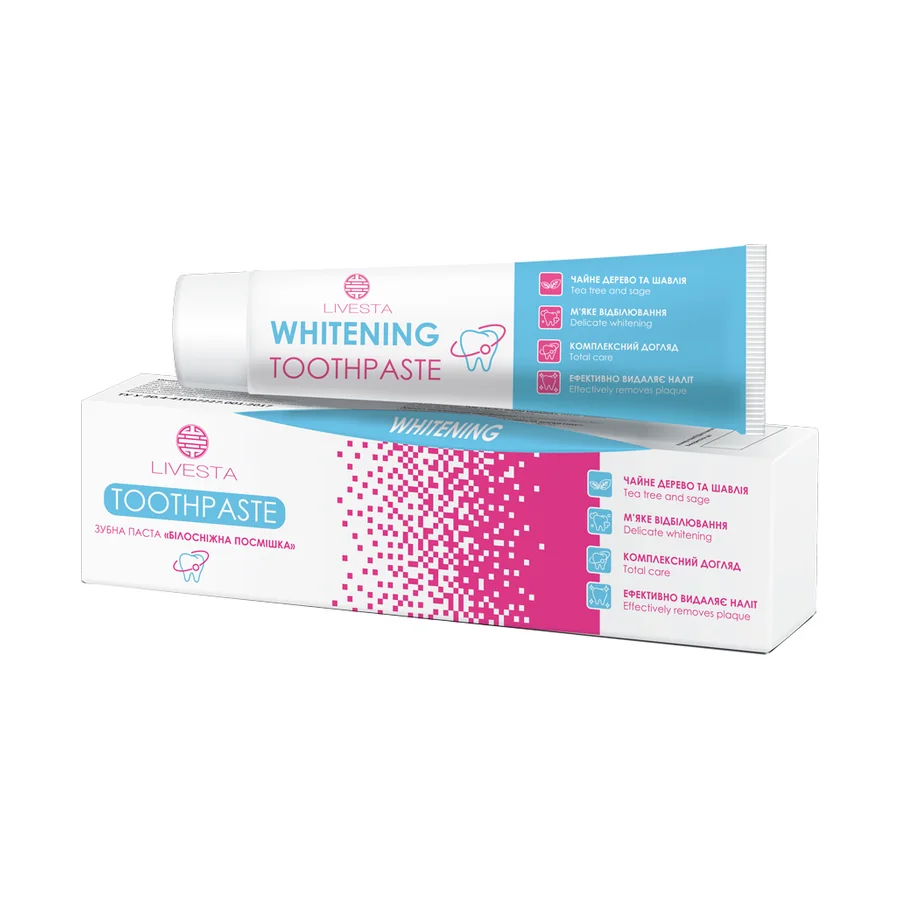 LIVESTA
WHITENING
TOOTHPASTE
ЧАЙНЕ ДЕРЕВО ТА ШАВЛІЯ
Tea tree and sage
М'ЯКЕ ВІДБІЛЮВАННЯ
Delicate whitening
КОМПЛЕКСНИЙ ДОГЛЯД
Total care
ЕФЕКТИВНО ВИДАЛЯЄ НАЛІТ
Effectively removes plaque
WHITENING
LIVESTA
TOOTHPASTE
ЗУБНА ПАСТА «БІЛОСНІЖНА ПОСМІШКА»
ЧАЙНЕ ДЕРЕВО ТА ШАВЛІЯ
Tea tree and sage
М'ЯКЕ ВІДБІЛЮВАННЯ
Delicate whitening
КОМПЛЕКСНИЙ ДОГЛЯД
Total care
ЕФЕКТИВНО ВИДАЛЯЄ НАЛІТ
Effectively removes plaque